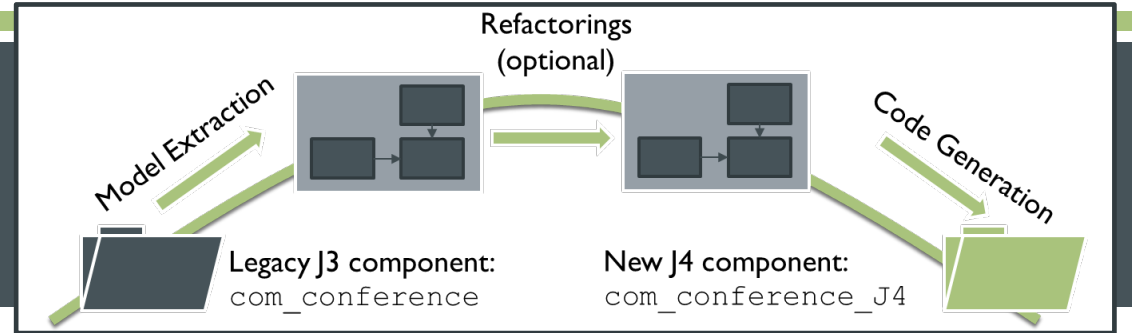 Refactorings
(optional)
Model Extraction
Code Generation
Legacy J3 component:
com_conference
New J4 component:
com_conference_J4